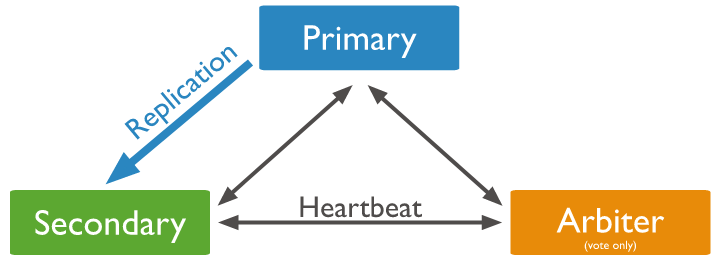 Primary
Replication
Heartbeat
Secondary
Arbiter
(vote only)